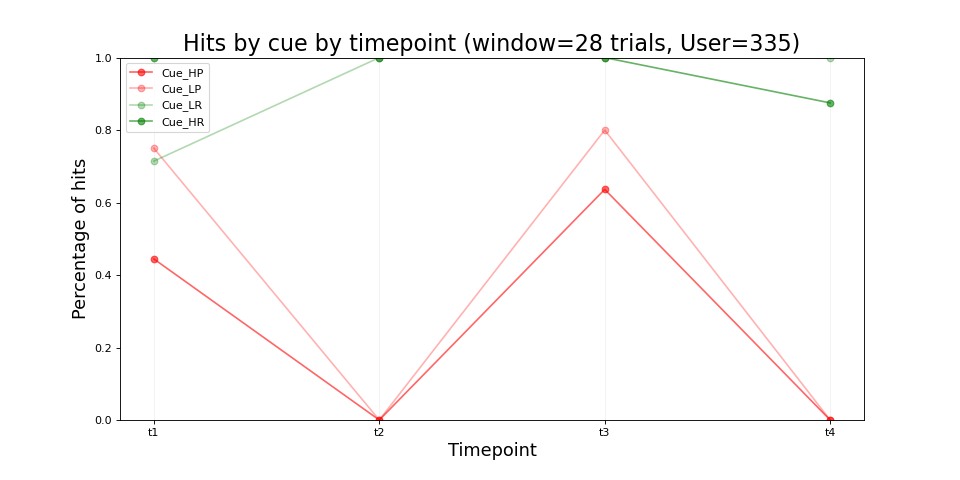 Hits by cue by timepoint (window=28 trials, User=335)
Percentage of hits
1.0
0.8
0.6
0.4
0.2
0.0
Cue_HP
Cue_LP
Cue_LR
Cue_HR
t1 t2 t3 t4
Timepoint